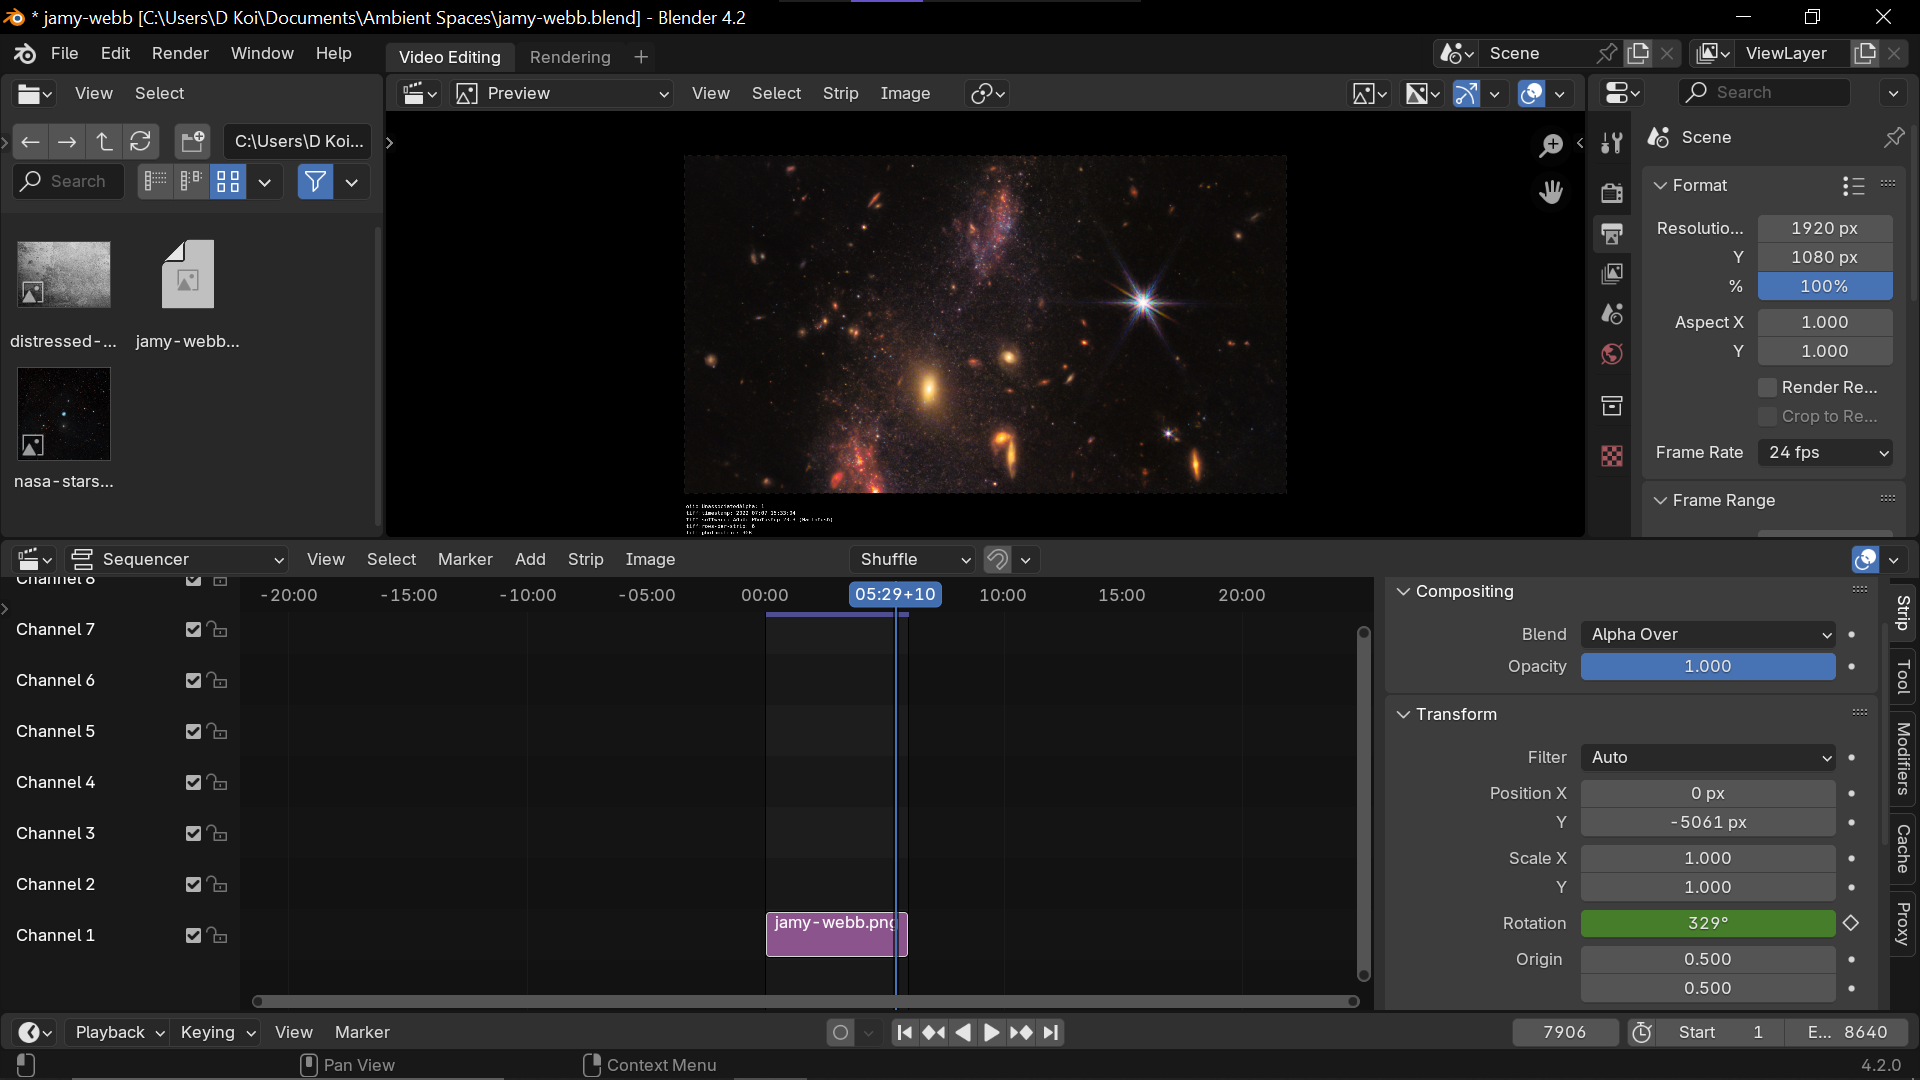 * jamy-webb [C:\Users\D Koi\Documents\Ambient Spaces\jamy-webb.blend] - Blender 4.2
File Edit Render Window Help
Video Editing Rendering +
Scene
ViewLayer
View Select
Preview
View Select Strip Image
Search
C:\Users\D Koi...
Search
distressed-...
jamy-webb...
nasa-stars...
Scene
Format
Resolutio... 1920 px
Y 1080 px
% 100%
Aspect X 1.000
Y 1.000
Render Re...
Crop to Re...
Frame Rate 24 fps
Frame Range
Sequencer
View Select Marker Add Strip Image
Shuffle
-20:00 -15:00 -10:00 -05:00 00:00 05:29+10 10:00 15:00 20:00
Channel 8
Channel 7
Channel 6
Channel 5
Channel 4
Channel 3
Channel 2
Channel 1
jamy-webb.png
Compositing
Blend Alpha Over
Opacity 1.000
Transform
Filter Auto
Position X 0 px
Y -5061 px
Scale X 1.000
Y 1.000
Rotation 329°
Origin 0.500
0.500
Strip
Tool
Modifiers
Cache
Proxy
Playback Keying View Marker
7906
Start 1
E... 8640
Pan View
Context Menu
4.2.0